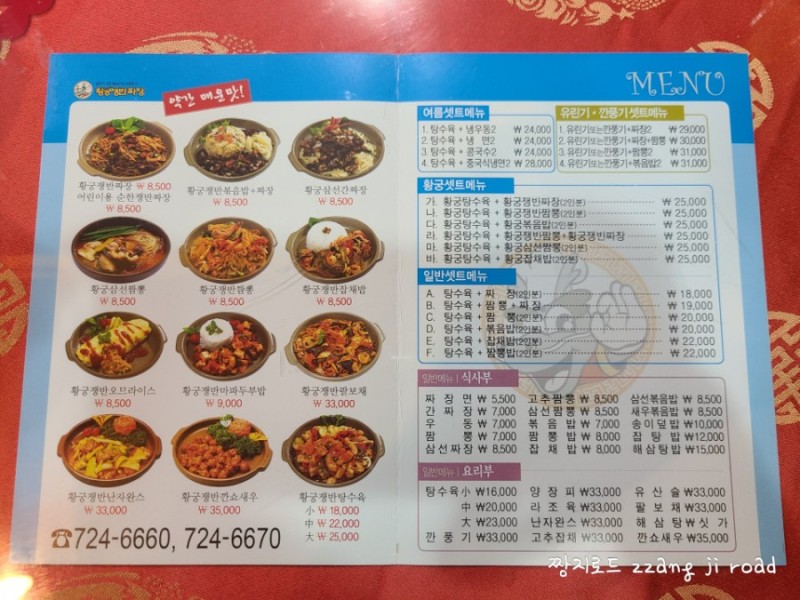 황궁쟁반짜장
약간 매운맛!
황궁쟁반짜장 ₩ 8,500
어린이용 순한쟁반짜장
₩ 8,500
황궁쟁반볶음밥+짜장
₩ 8,500
황궁삼선간짜장
₩ 8,500
황궁삼선짬뽕
₩ 8,500
황궁쟁반짬뽕
₩ 8,500
황궁쟁반잡채밥
₩ 8,500
황궁쟁반오므라이스
₩ 8,500
황궁쟁반마파두부밥
₩ 9,000
황궁쟁반팔보채
₩ 33,000
황궁쟁반난자완스
₩ 33,000
황궁쟁반깐쇼새우
₩ 35,000
황궁쟁반탕수육
小 ₩ 18,000
中 ₩ 22,000
大 ₩ 25,000
☎724-6660, 724-6670
MENU
여름셋트메뉴
1. 탕수육 + 냉우동2 ₩ 24,000
2. 탕수육 + 냉 면2 ₩ 24,000
3. 탕수육 + 콩국수2 ₩ 24,000
4. 탕수육 + 중국식냉면2 ₩ 28,000
유린기 · 깐풍기 셋트메뉴
1. 유린기또는깐풍기+짜장2 ₩ 29,000
2. 유린기또는깐풍기+짜장+짬뽕 ₩ 30,000
3. 유린기또는깐풍기+짬뽕2 ₩ 31,000
4. 유린기또는깐풍기+볶음밥2 ₩ 31,000
황궁셋트메뉴
가. 황궁탕수육 + 황궁쟁반짜장(2인분) ₩ 25,000
나. 황궁탕수육 + 황궁쟁반짬뽕(2인분) ₩ 25,000
다. 황궁탕수육 + 황궁볶음밥(2인분) ₩ 25,000
라. 황궁탕수육 + 황궁쟁반짬뽕+황궁쟁반짜장 ₩ 25,000
마. 황궁탕수육 + 황궁삼선짬뽕(2인분) ₩ 25,000
바. 황궁탕수육 + 황궁잡채밥(2인분) ₩ 25,000
일반셋트메뉴
A. 탕수육 + 짜 장(2인분) ₩ 18,000
B. 탕수육 + 짬 뽕 + 짜 장 ₩ 19,000
C. 탕수육 + 짬 뽕(2인분) ₩ 20,000
D. 탕수육 + 볶음밥(2인분) ₩ 20,000
E. 탕수육 + 잡채밥(2인분) ₩ 22,000
F. 탕수육 + 짬뽕밥(2인분) ₩ 22,000
일반메뉴 | 식사부
짜 장 면 ₩ 5,500 고추짬뽕 ₩ 8,500 삼선볶음밥 ₩ 8,500
간 짜 장 ₩ 7,000 삼선짬뽕 ₩ 8,500 새우볶음밥 ₩ 8,500
우 동 ₩ 7,000 볶 음 밥 ₩ 7,000 송이덮밥 ₩10,000
짬 뽕 ₩ 7,000 짬 뽕 밥 ₩ 8,000 잡 탕 밥 ₩12,000
삼선짜장 ₩ 8,500 잡 채 밥 ₩ 8,000 해삼탕밥 ₩15,000
일반메뉴 | 요리부
탕수육小 ₩16,000 양 장 피 ₩33,000 유 산 슬 ₩33,000
中 ₩20,000 라 조 육 ₩33,000 팔 보 채 ₩33,000
大 ₩23,000 난자완스 ₩33,000 해 삼 탕 ₩싯 가
깐 풍 기 ₩33,000 고추잡채 ₩33,000 깐쇼새우 ₩35,000
짱지로드 zzang ji road